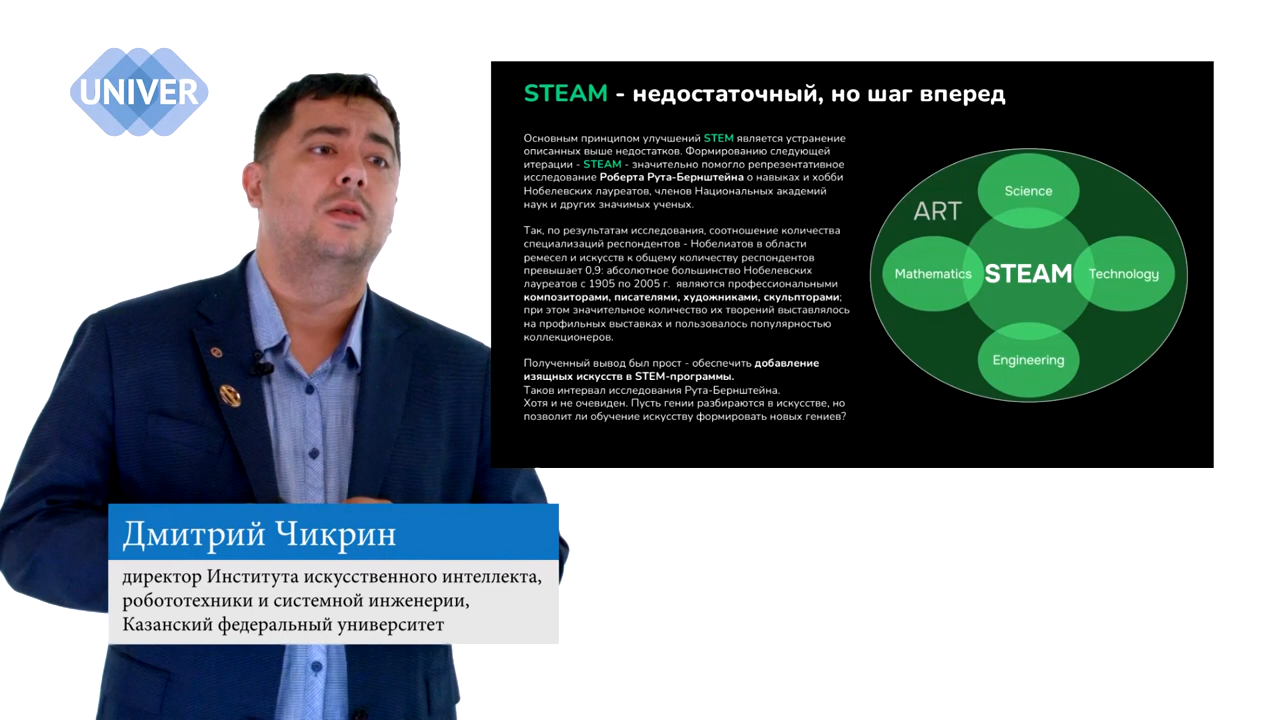 UNIVER
STEAM - недостаточный, но шаг вперед
Основным принципом улучшений STEM является устранение
описанных выше недостатков. Формированию следующей
итерации - STEAM - значительно помогло репрезентативное
исследование Роберта Рута-Бернштейна о навыках и хобби
Нобелевских лауреатов, членов Национальных академий
наук и других значимых ученых.
Так, по результатам исследования, соотношение количества
специализаций респондентов - Нобелиатов в области
ремесел и искусств к общему количеству респондентов
превышает 0,9: абсолютное большинство Нобелевских
лауреатов с 1905 по 2005 г. являются профессиональными
композиторами, писателями, художниками, скульпторами;
при этом значительное количество их творений выставлялось
на профильных выставках и пользовалось популярностью
коллекционеров.
Полученный вывод был прост - обеспечить добавление
изящных искусств в STEM-программы.
Таков интервал исследования Рута-Бернштейна.
Хотя и не очевиден. Пусть гении разбираются в искусстве, но
позволит ли обучение искусству формировать новых гениев?
ART
Science
Mathematics
STEAM
Technology
Engineering
Дмитрий Чикрин
директор Института искусственного интеллекта,
робототехники и системной инженерии,
Казанский федеральный университет